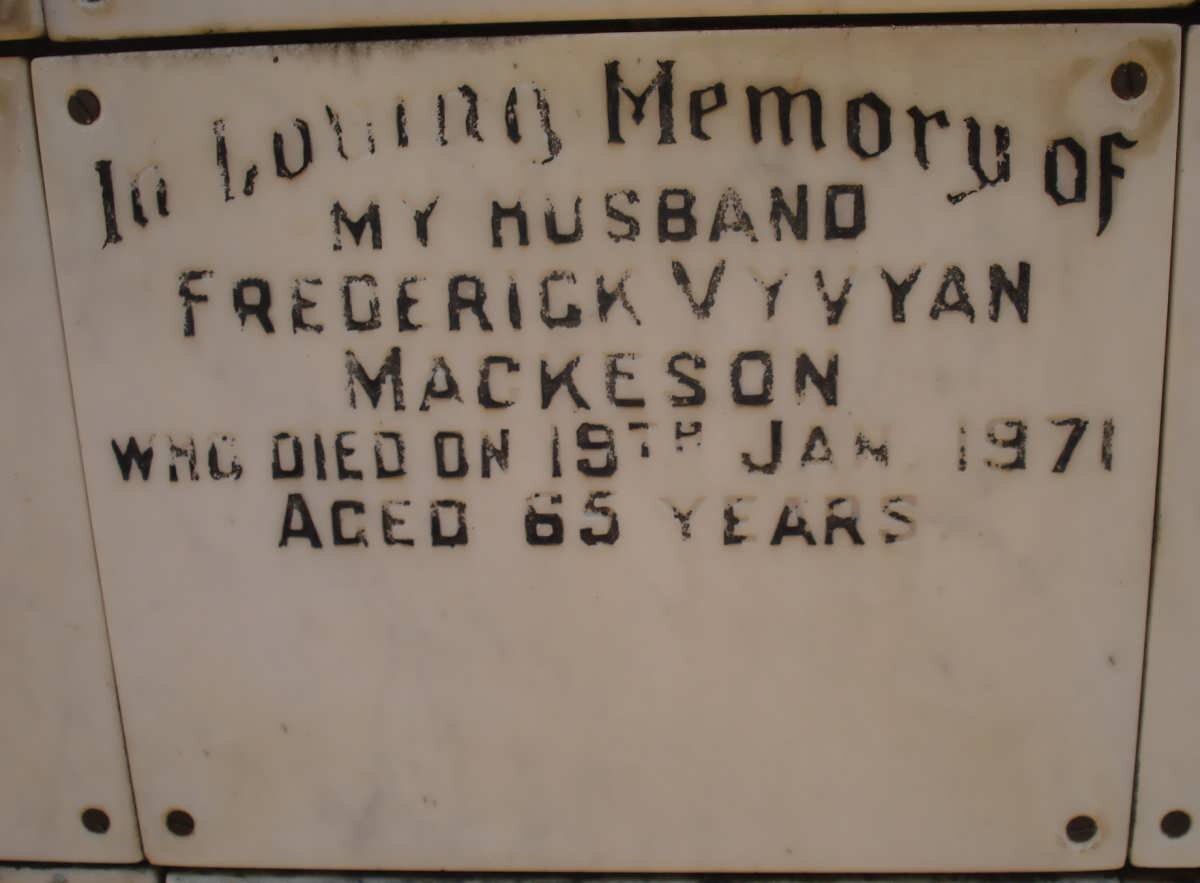 In Loving Memory of
MY HUSBAND
FREDERICK VYVYAN
MACKESON
WHO DIED ON 19TH JAN 1971
AGED 65 YEARS